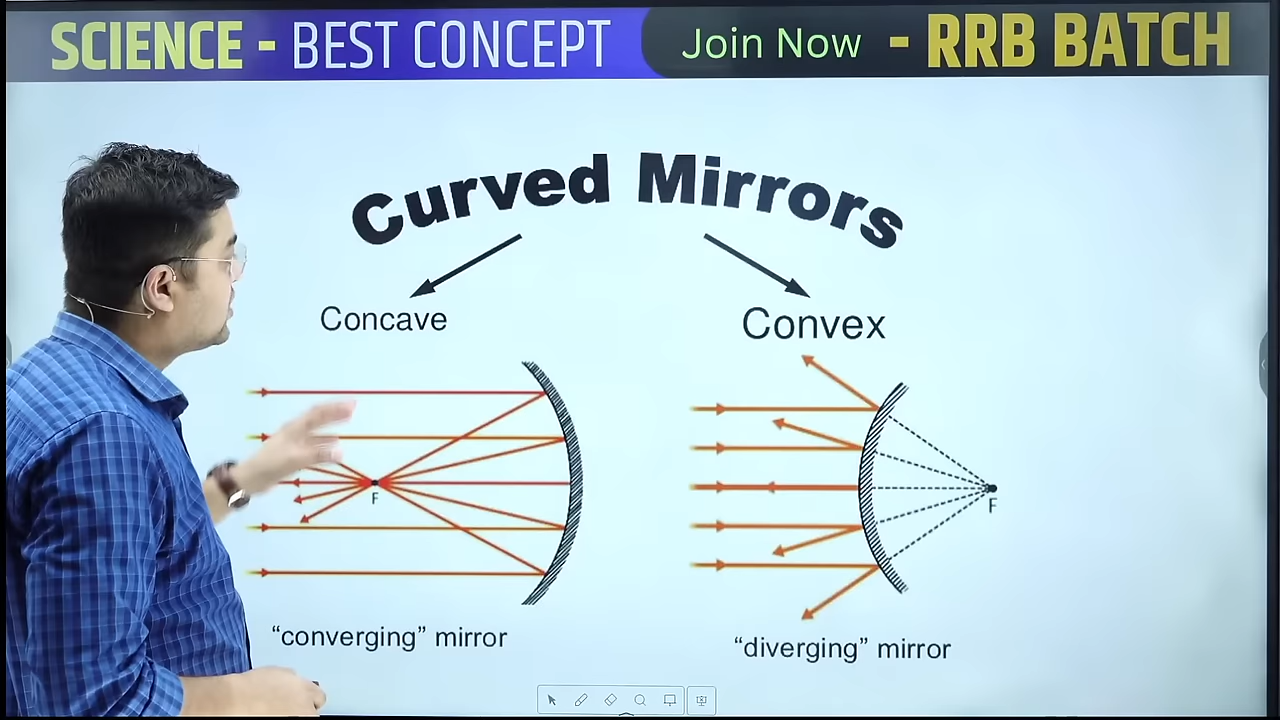 SCIENCE - BEST CONCEPT Join Now - RRB BATCH
Curved Mirrors
Concave
Convex
F
F
“converging” mirror
“diverging” mirror